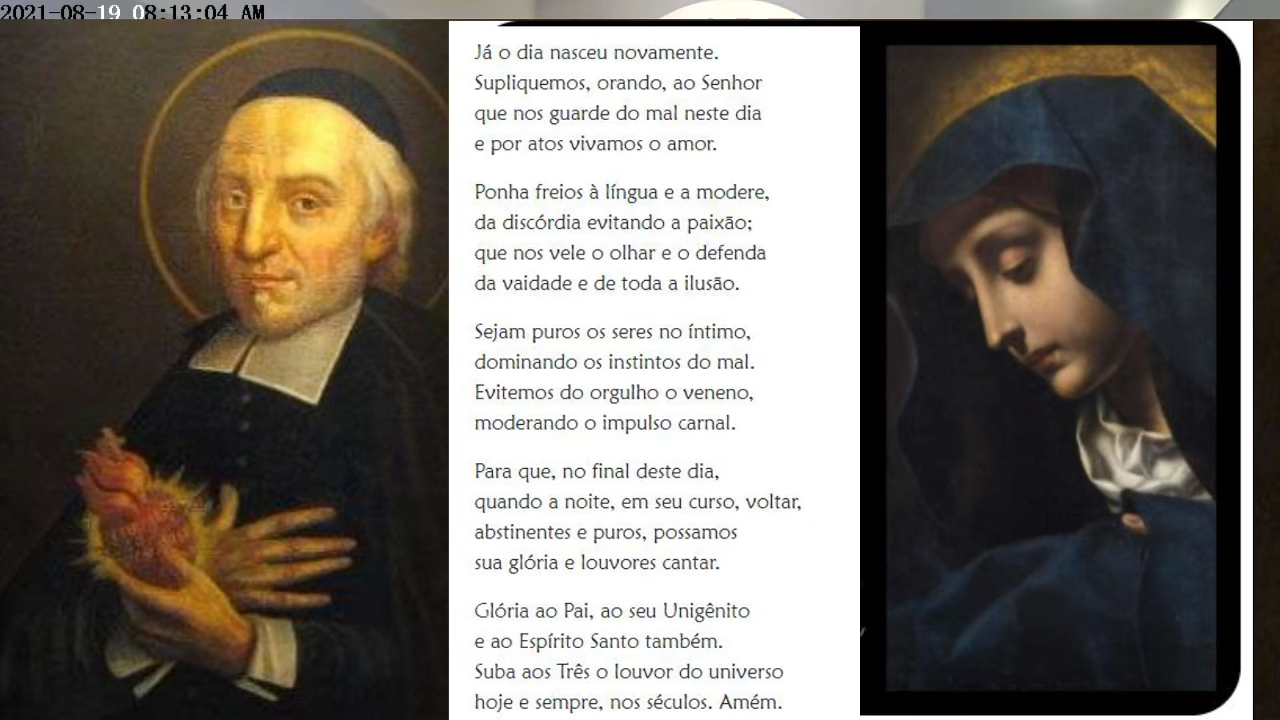 2021-08-19 08:13:04 AM
Já o dia nasceu novamente.
Supliquemos, orando, ao Senhor
que nos guarde do mal neste dia
e por atos vivamos o amor.
Ponha freios à língua e a modere,
da discórdia evitando a paixão;
que nos vele o olhar e o defenda
da vaidade e de toda a ilusão.
Sejam puros os seres no íntimo,
dominando os instintos do mal.
Evitemos do orgulho o veneno,
moderando o impulso carnal.
Para que, no final deste dia,
quando a noite, em seu curso, voltar,
abstinentes e puros, possamos
sua glória e louvores cantar.
Glória ao Pai, ao seu Unigênito
e ao Espírito Santo também.
Suba aos Três o louvor do universo
hoje e sempre, nos séculos. Amém.